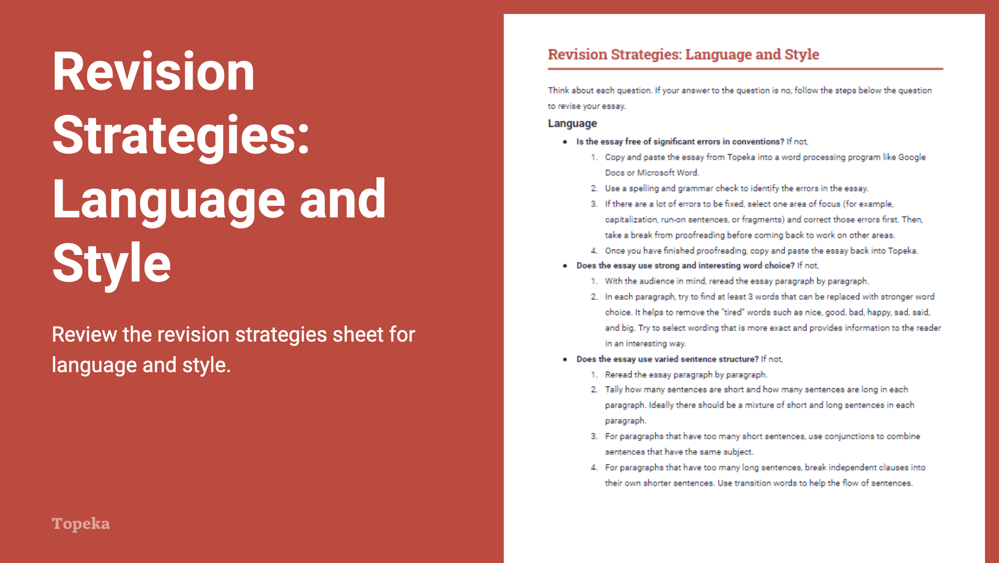 Revision
Strategies:
Language and
Style
Review the revision strategies sheet for
language and style.
Topeka
Revision Strategies: Language and Style
Think about each question. If your answer to the question is no, follow the steps below the question
to revise your essay.
Language
● Is the essay free of significant errors in conventions? If not,
1. Copy and paste the essay from Topeka into a word processing program like Google
Docs or Microsoft Word.
2. Use a spelling and grammar check to identify the errors in the essay.
3. If there are a lot of errors to be fixed, select one area of focus (for example,
capitalization, run-on sentences, or fragments) and correct those errors first. Then,
take a break from proofreading before coming back to work on other areas.
4. Once you have finished proofreading, copy and paste the essay back into Topeka.
● Does the essay use strong and interesting word choice? If not,
1. With the audience in mind, reread the essay paragraph by paragraph.
2. In each paragraph, try to find at least 3 words that can be replaced with stronger word
choice. It helps to remove the “tired” words such as nice, good, bad, happy, sad, said,
and big. Try to select wording that is more exact and provides information to the reader
in an interesting way.
● Does the essay use varied sentence structure? If not,
1. Reread the essay paragraph by paragraph.
2. Tally how many sentences are short and how many sentences are long in each
paragraph. Ideally there should be a mixture of short and long sentences in each
paragraph.
3. For paragraphs that have too many short sentences, use conjunctions to combine
sentences that have the same subject.
4. For paragraphs that have too many long sentences, break independent clauses into
their own shorter sentences. Use transition words to help the flow of sentences.